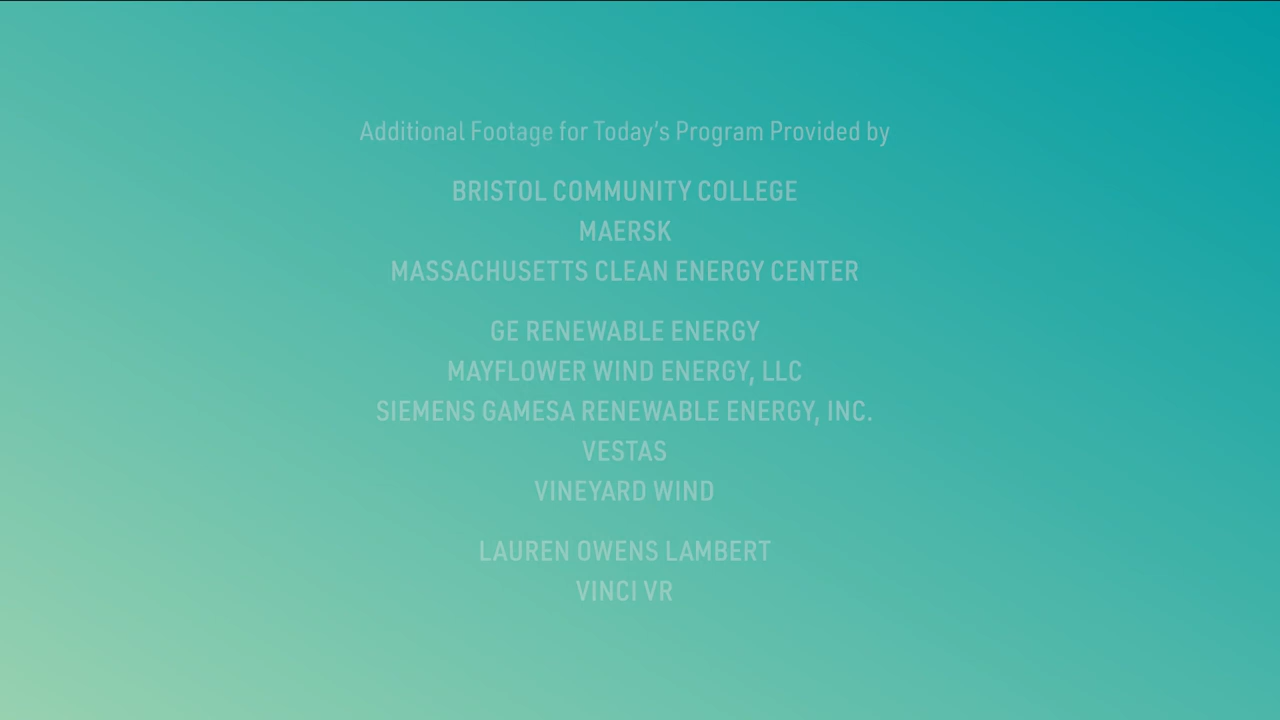 Additional Footage for Today's Program Provided by
BRISTOL COMMUNITY COLLEGE
MAERSK
MASSACHUSETTS CLEAN ENERGY CENTER
GE RENEWABLE ENERGY
MAYFLOWER WIND ENERGY, LLC
SIEMENS GAMESA RENEWABLE ENERGY, INC.
VESTAS
VINEYARD WIND
LAUREN OWENS LAMBERT
VINCI VR